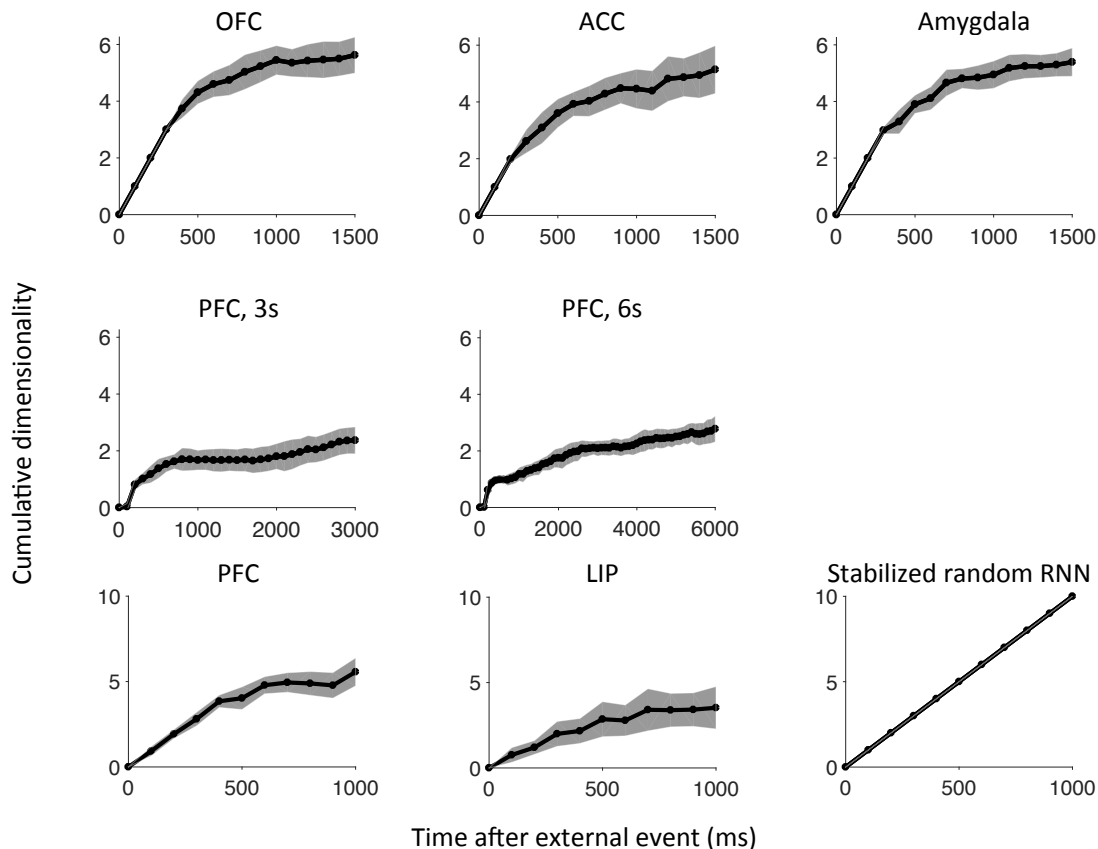 OFC ACC Amygdala
6 6 6
4 4 4
2 2 2
0 0 0
0 500 1000 1500 0 500 1000 1500 0 500 1000 1500
Cumulative dimensionality
PFC, 3s PFC, 6s
6 6
4 4
2 2
0 0
0 1000 2000 3000 0 2000 4000 6000
PFC LIP Stabilized random RNN
10 10 10
5 5 5
0 0 0
0 500 1000 0 500 1000 0 500 1000
Time after external event (ms)